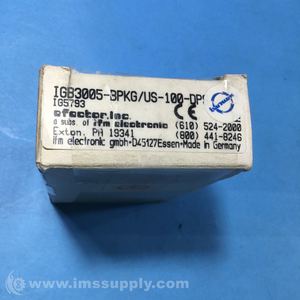 IGB3005-3PKG/US-100-DP
IG5793
efector,inc.
a subs. of ifm electronic (610) 524-2000
Exton, PA 19341 (800) 441-8246
ifm electronic gmbh•D45127Essen•Made in Germany
www.imssupply.com